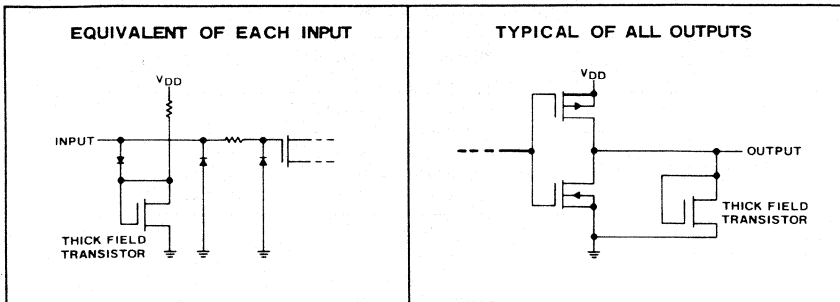 EQUIVALENT OF EACH INPUT
VDD
INPUT
THICK FIELD
TRANSISTOR
TYPICAL OF ALL OUTPUTS
VDD
OUTPUT
THICK FIELD
TRANSISTOR